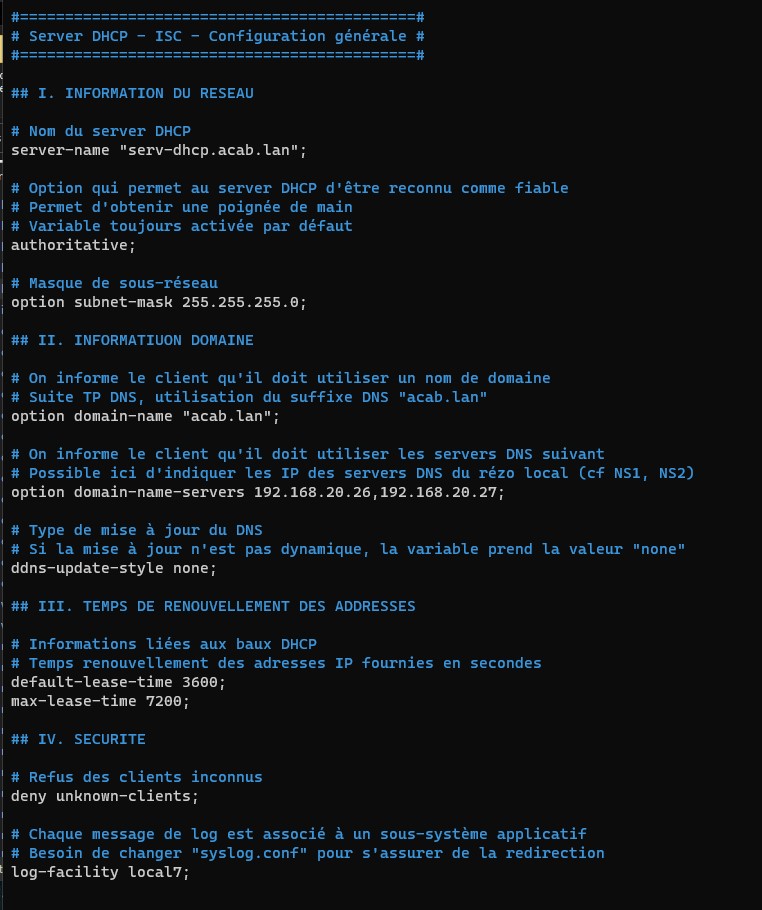 #============================================#
# Server DHCP - ISC - Configuration générale #
#============================================#
## I. INFORMATION DU RESEAU
# Nom du server DHCP
server-name "serv-dhcp.acab.lan";
# Option qui permet au server DHCP d'être reconnu comme fiable
# Permet d'obtenir une poignée de main
# Variable toujours activée par défaut
authoritative;
# Masque de sous-réseau
option subnet-mask 255.255.255.0;
## II. INFORMATIUON DOMAINE
# On informe le client qu'il doit utiliser un nom de domaine
# Suite TP DNS, utilisation du suffixe DNS "acab.lan"
option domain-name "acab.lan";
# On informe le client qu'il doit utiliser les servers DNS suivant
# Possible ici d'indiquer les IP des servers DNS du rézo local (cf NS1, NS2)
option domain-name-servers 192.168.20.26,192.168.20.27;
# Type de mise à jour du DNS
# Si la mise à jour n'est pas dynamique, la variable prend la valeur "none"
ddns-update-style none;
## III. TEMPS DE RENOUVELLEMENT DES ADDRESSES
# Informations liées aux baux DHCP
# Temps renouvellement des adresses IP fournies en secondes
default-lease-time 3600;
max-lease-time 7200;
## IV. SECURITE
# Refus des clients inconnus
deny unknown-clients;
# Chaque message de log est associé à un sous-système applicatif
# Besoin de changer "syslog.conf" pour s'assurer de la redirection
log-facility local7;